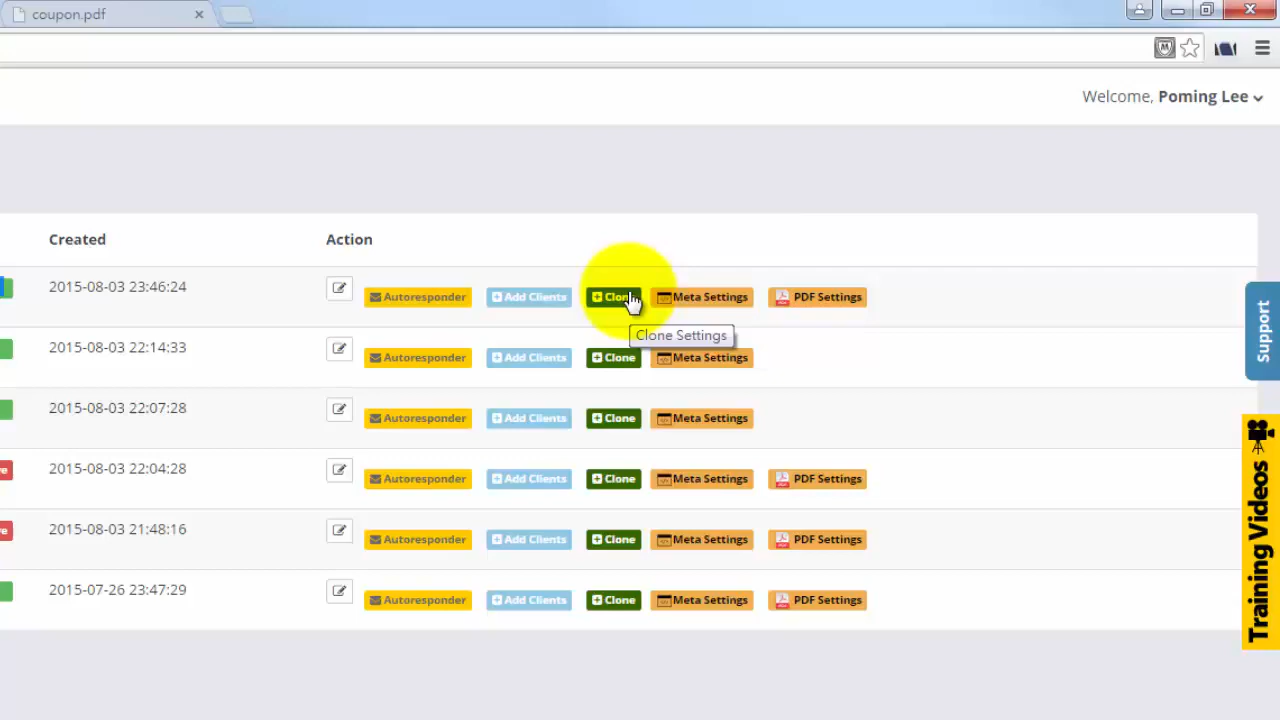 coupon.pdf
Welcome, Poming Lee
Created Action
2015-08-03 23:46:24 Autoresponder Add Clients Clone Meta Settings PDF Settings
Clone Settings
2015-08-03 22:14:33 Autoresponder Add Clients Clone Meta Settings
2015-08-03 22:07:28 Autoresponder Add Clients Clone Meta Settings
2015-08-03 22:04:28 Autoresponder Add Clients Clone Meta Settings PDF Settings
2015-08-03 21:48:16 Autoresponder Add Clients Clone Meta Settings PDF Settings
2015-07-26 23:47:29 Autoresponder Add Clients Clone Meta Settings PDF Settings
Support
Training Videos